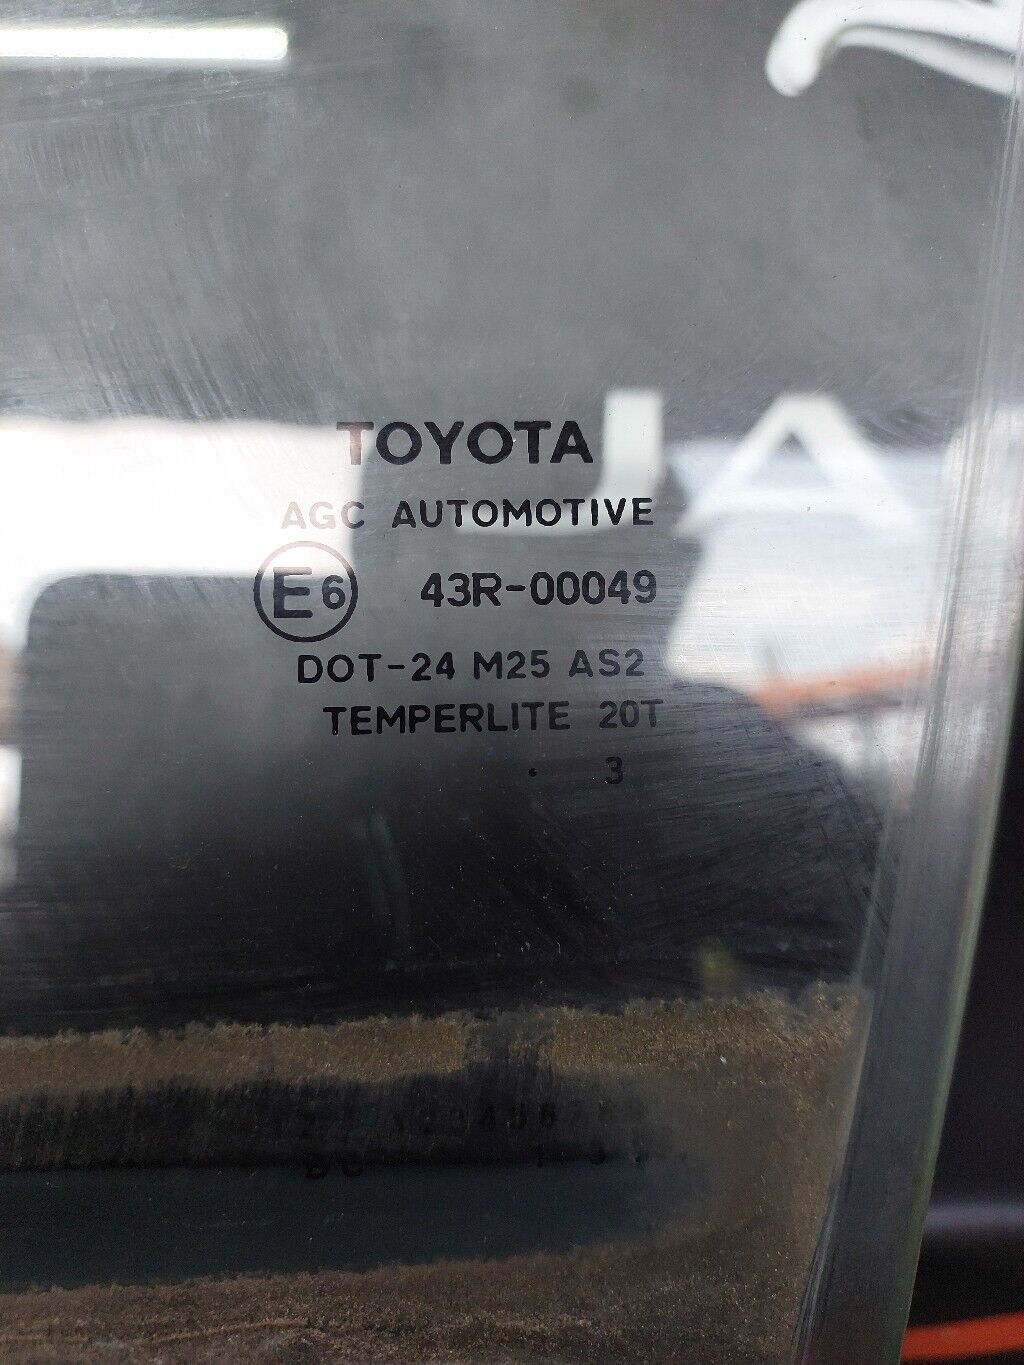 TOYOTA
AGC AUTOMOTIVE
E6 43R-00049
DOT-24 M25 AS2
TEMPERLITE 20T
. 3